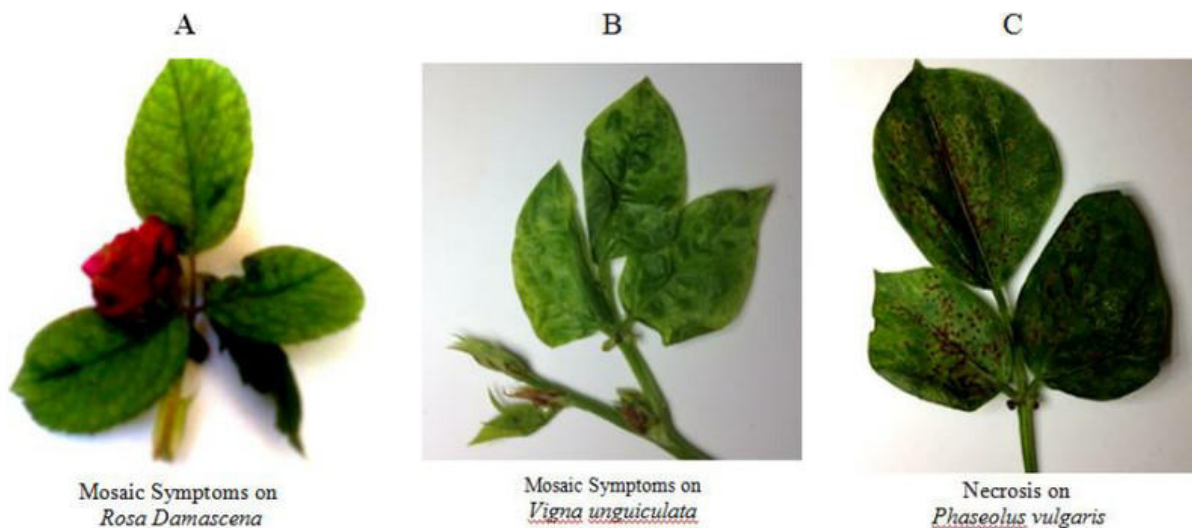 A
B
C
Mosaic Symptoms on
Rosa Damascena
Mosaic Symptoms on
Vigna unguiculata
Necrosis on
Phaseolus vulgaris